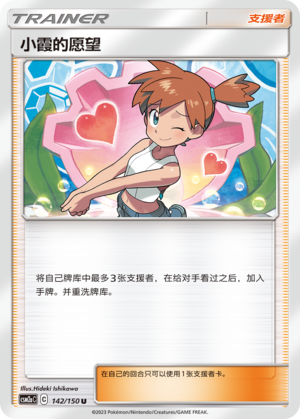 TRAINER 支援者
小霞的愿望
将自己牌库中最多3张支援者，在给对手看过之后，加入
手牌。并重洗牌库。
Illus.Hideki Ishikawa
CSM2a C C 142/150 U
在自己的回合只可以使用1张支援者卡。
©2023 Pokémon/Nintendo/Creatures/GAME FREAK.